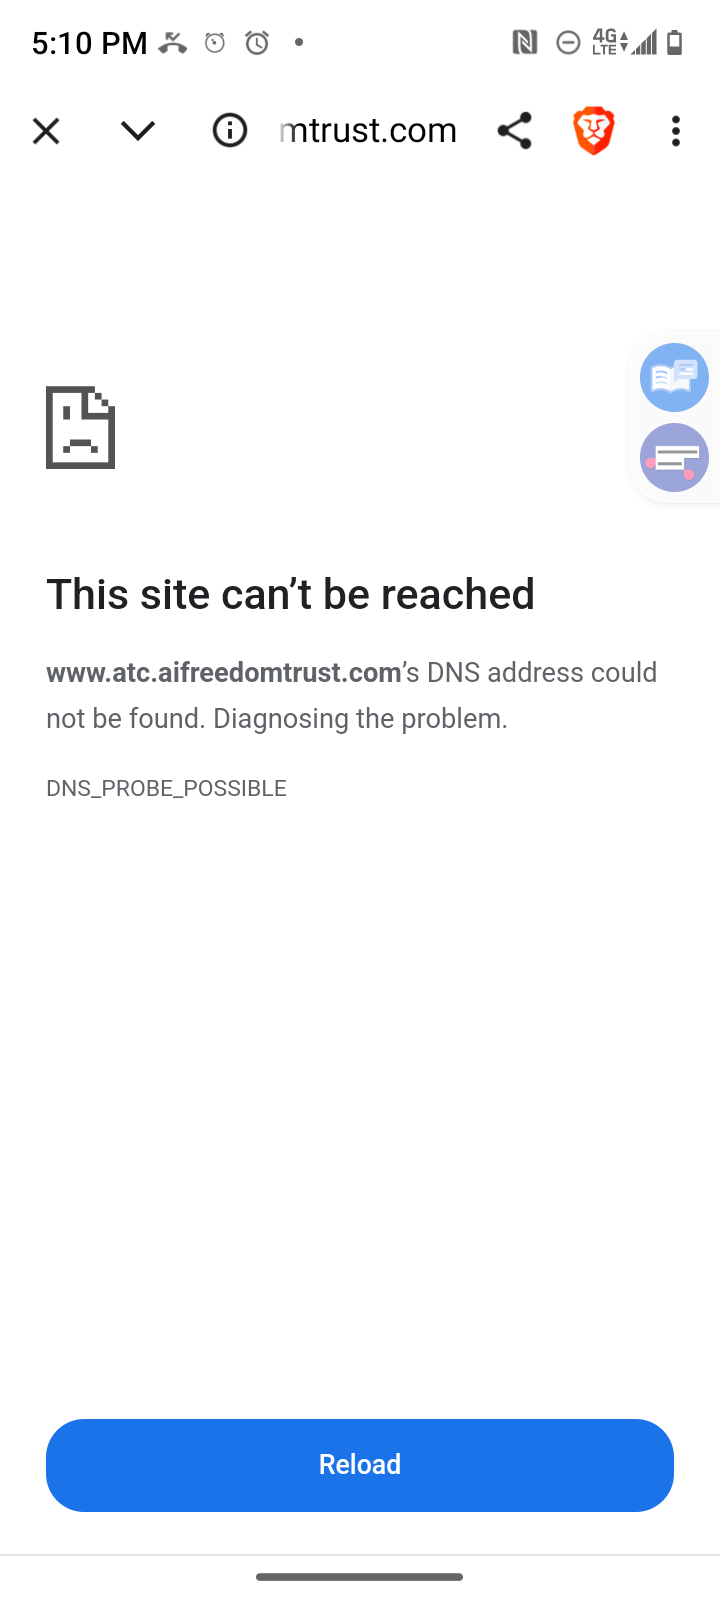 5:10 PM
4G
LTE
mtrust.com
This site can’t be reached
www.atc.aifreedomtrust.com’s DNS address could
not be found. Diagnosing the problem.
DNS_PROBE_POSSIBLE
Reload